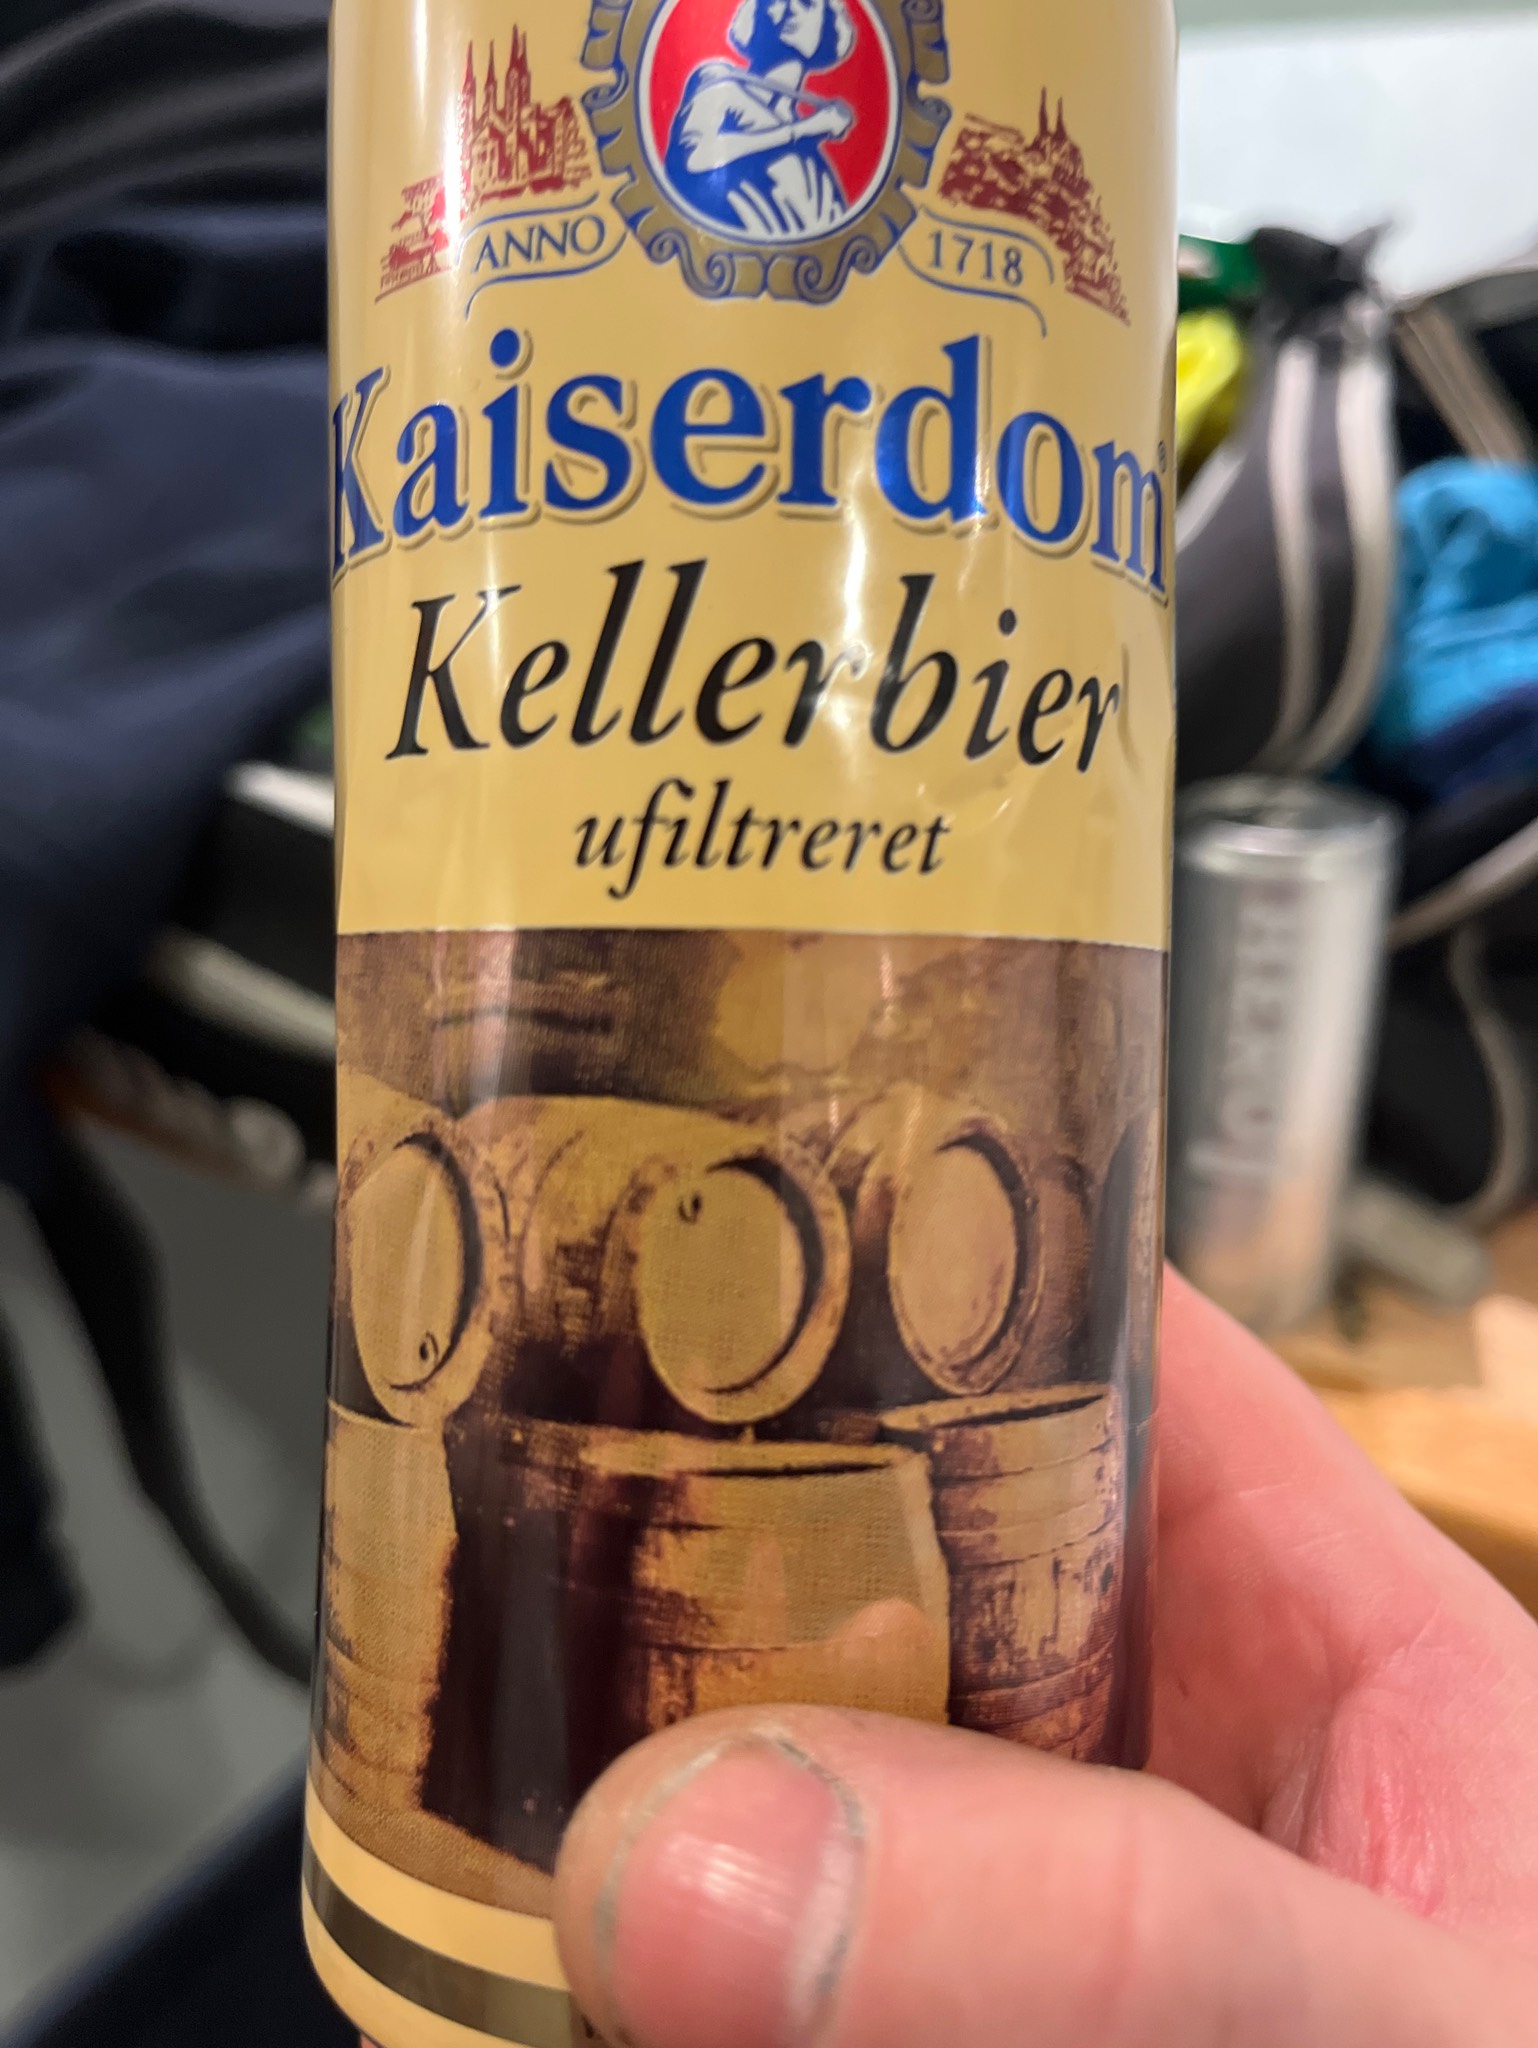 ANNO 1718
Kaiserdom®
Kellerbier
ufiltreret